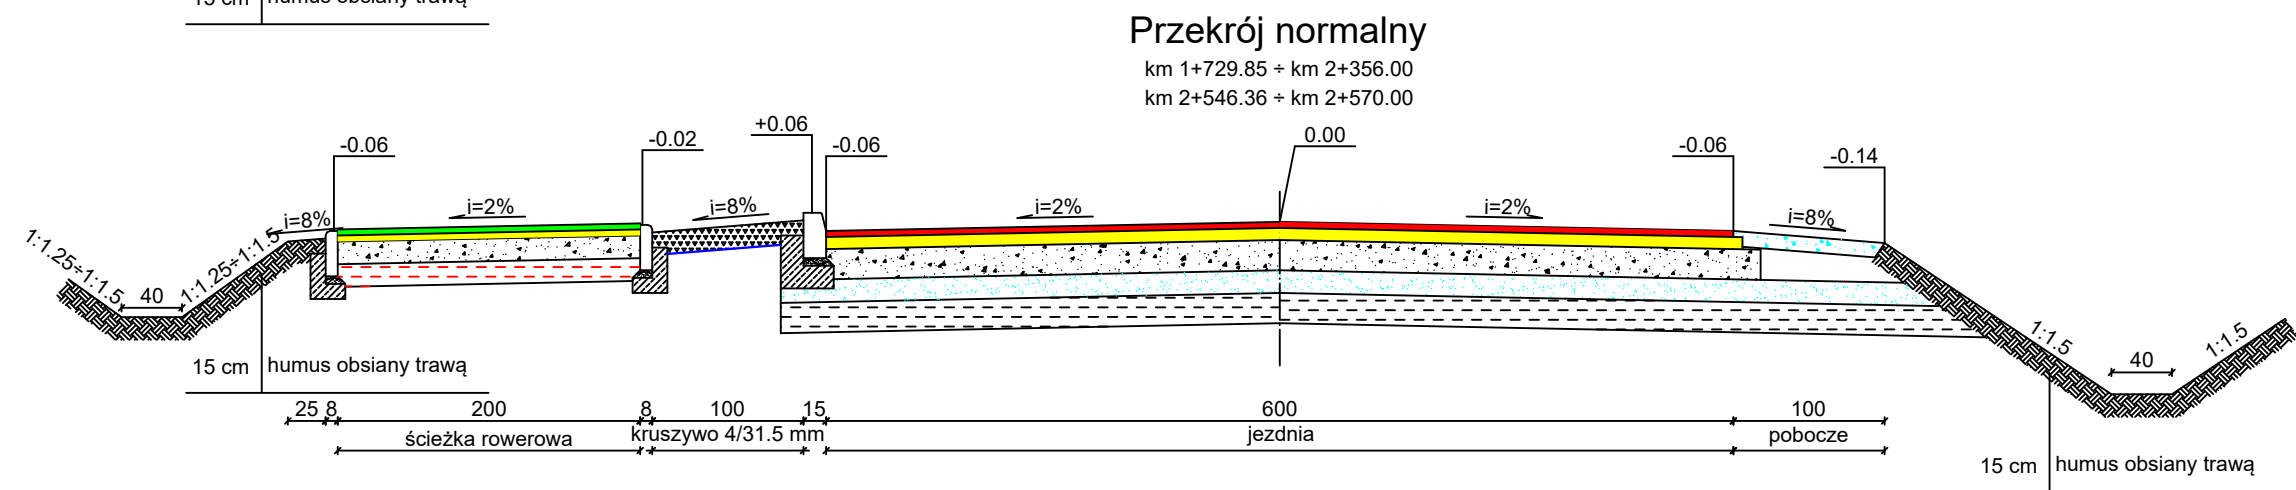 15 cm humus obsiany trawą
Przekrój normalny
km 1+729.85 ÷ km 2+356.00
km 2+546.36 ÷ km 2+570.00
-0.06 -0.02 +0.06 -0.06 0.00 -0.06 -0.14
i=8% i=2% i=8% i=2% i=2% i=8%
1:1.25÷1:1.5 40 1:1.25÷1:1.5
1:1.5 40 1:1.5
15 cm humus obsiany trawą
25 8 200 8 100 15 600 100
ścieżka rowerowa kruszywo 4/31.5 mm jezdnia pobocze
15 cm humus obsiany trawą